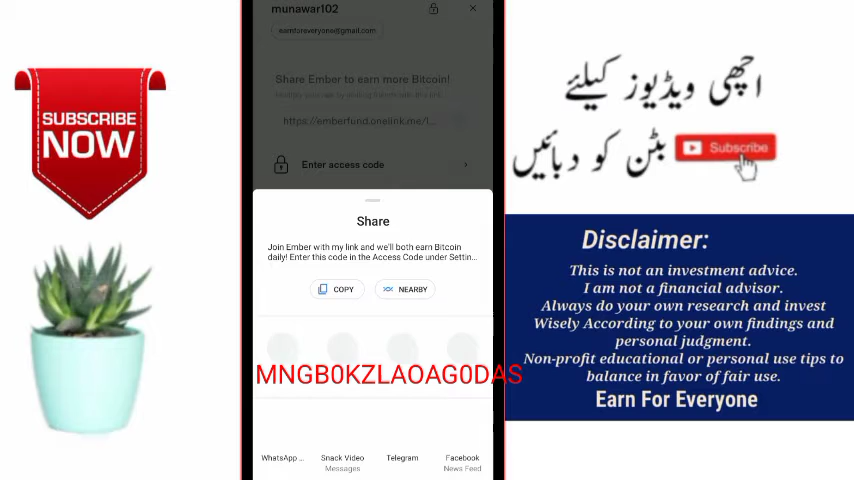 munawar102
earnforeveryone@gmail.com
Share Ember to earn more Bitcoin!
https://emberfund.onelink.me/l...
Enter access code
Share
Join Ember with my link and we'll both earn Bitcoin
daily! Enter this code in the Access Code under Settin...
COPY
NEARBY
MNGB0KZLAOAG0DAS
WhatsApp ...
Snack Video
Telegram
Facebook
Messages
News Feed
SUBSCRIBE
NOW
اچھی ویڈیوز کیلئے
بٹن کو دبائیں
Subscribe
Disclaimer:
This is not an investment advice.
I am not a financial advisor.
Always do your own research and invest
Wisely According to your own findings and
personal judgment.
Non-profit educational or personal use tips to
balance in favor of fair use.
Earn For Everyone